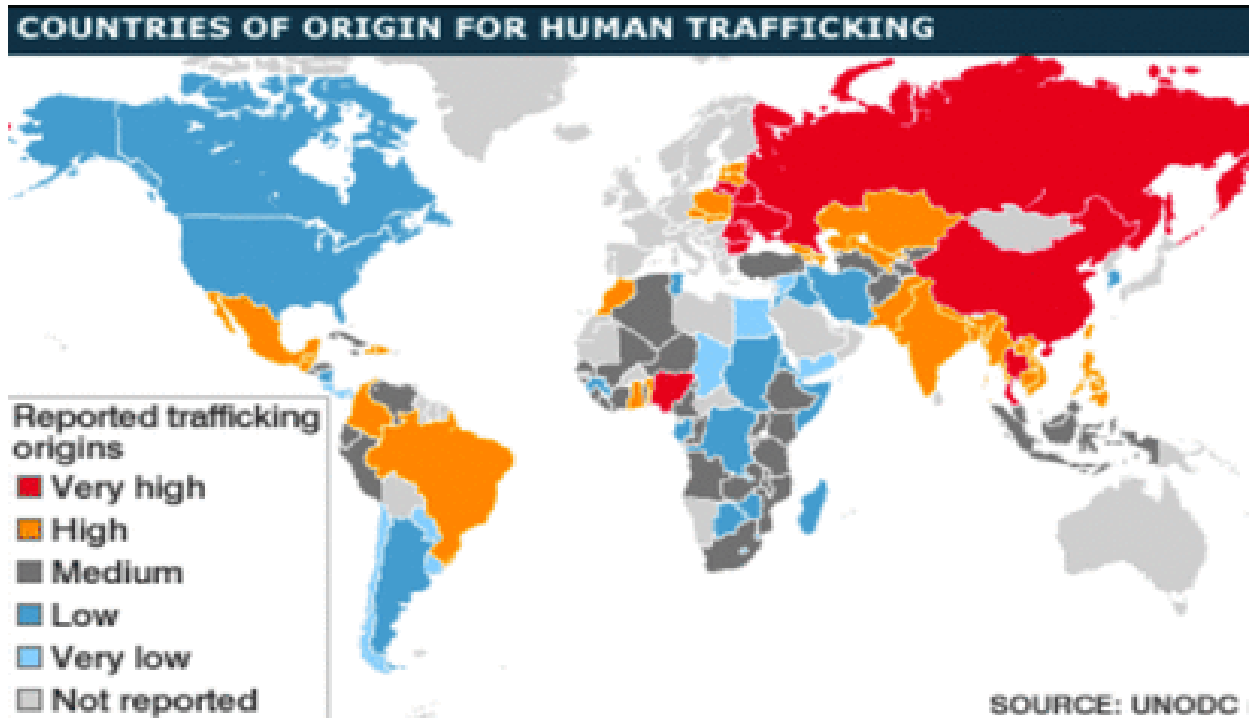 COUNTRIES OF ORIGIN FOR HUMAN TRAFFICKING
Reported trafficking
origins
Very high
High
Medium
Low
Very low
Not reported
SOURCE: UNODC